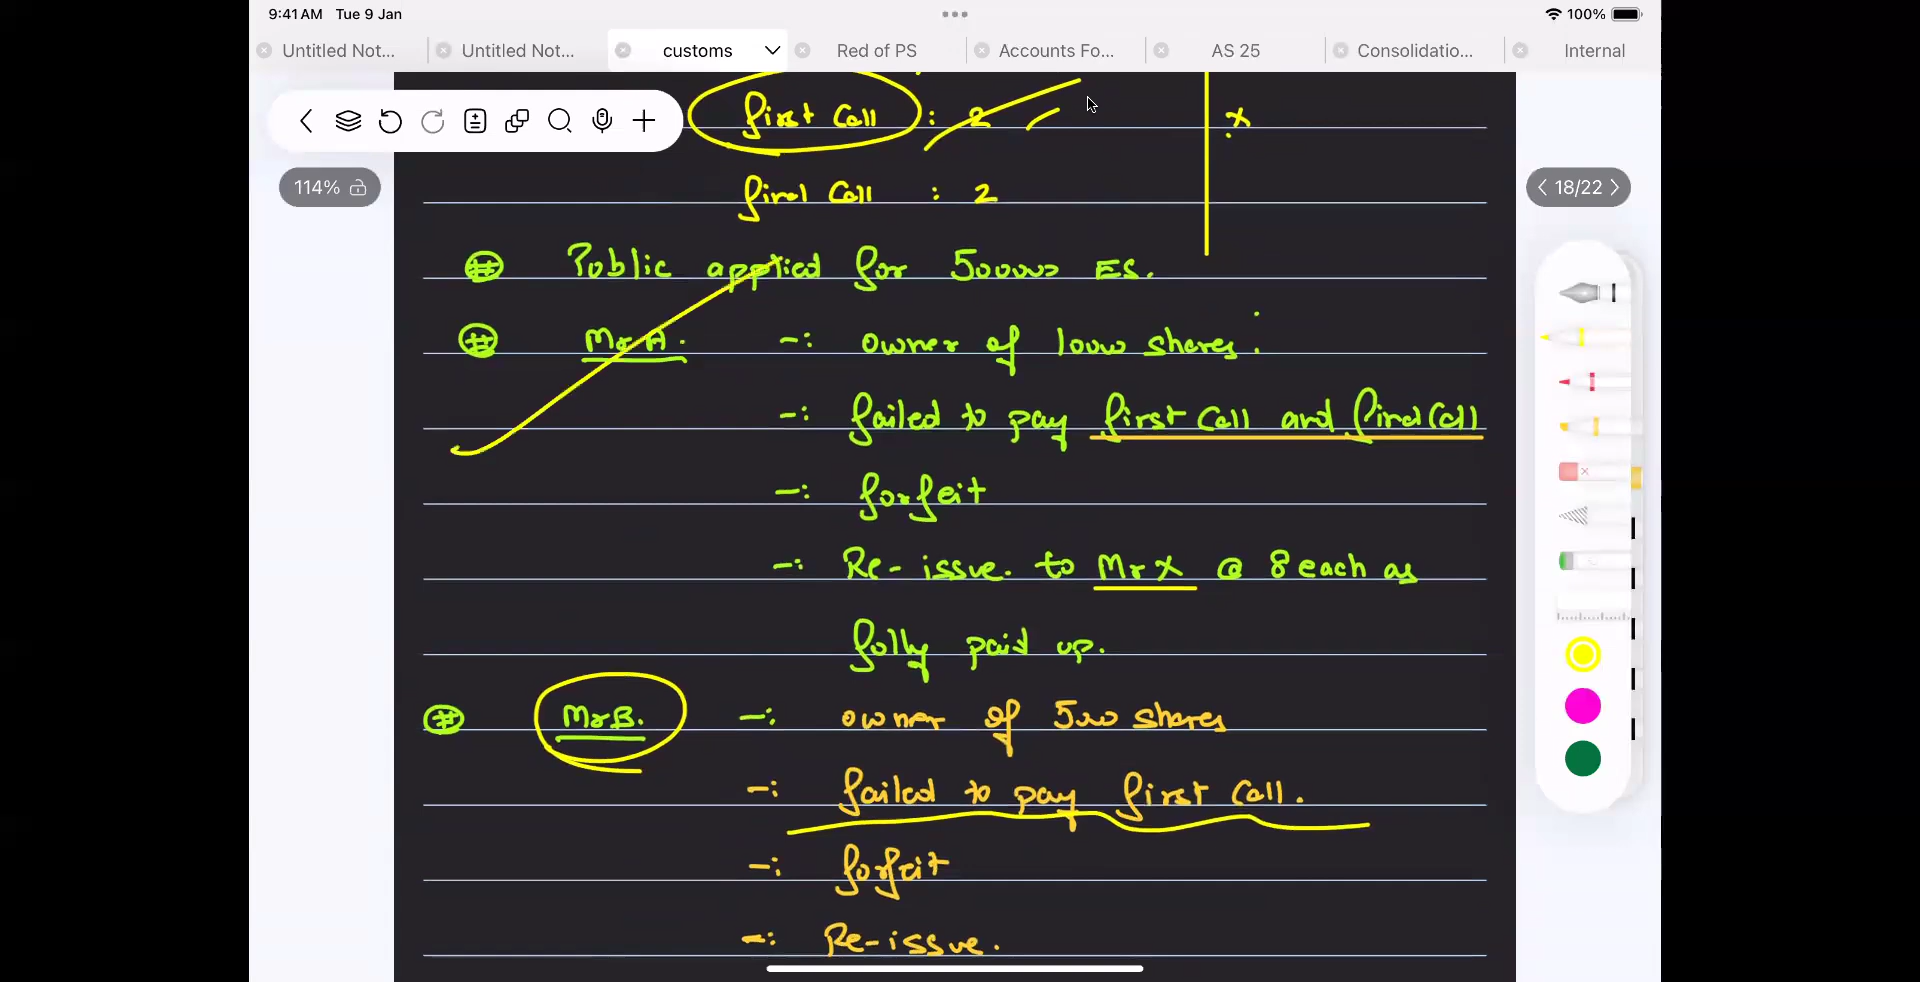 9:41 AM Tue 9 Jan
100%
Untitled Not... Untitled Not... customs Red of PS Accounts Fo... AS 25 Consolidatio... Internal
first Call : 2
x
114%
18/22
final Call : 2
# Public applied for 50000 ES.
# Mr A. -: owner of 1000 shares.
-: failed to pay first Call and final Call
-: forfeit
-: Re-issue. to Mr X @ 8 each as
fully paid up.
# Mr B. -: owner of 500 shares
-: failed to pay first Call.
-: forfeit
-: Re-issue.